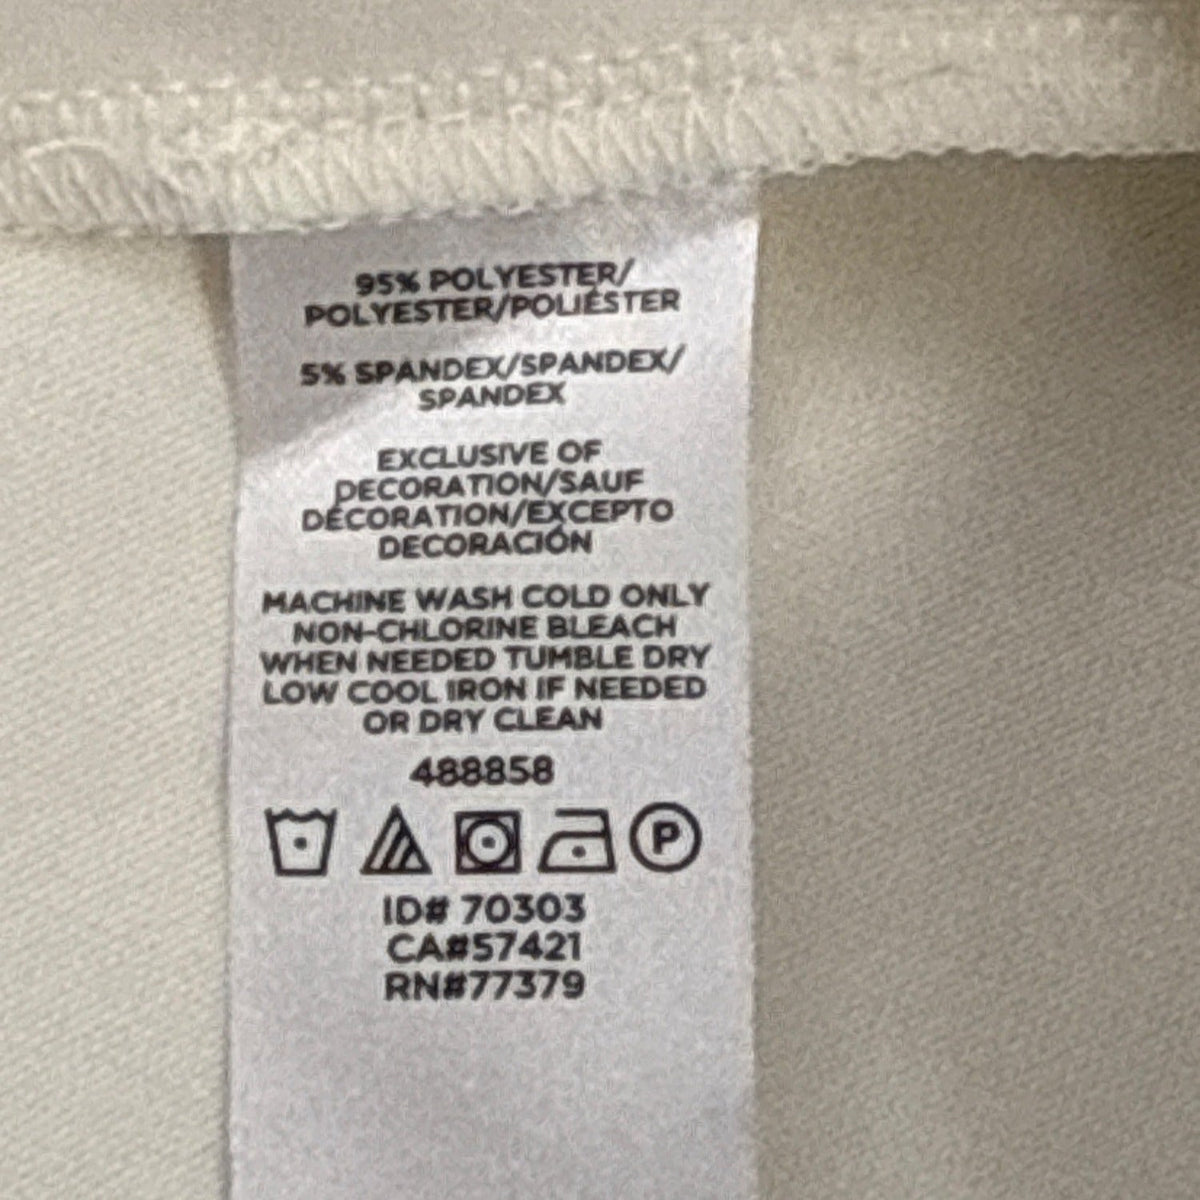 95% POLYESTER/
POLYESTER/POLIÉSTER
5% SPANDEX/SPANDEX/
SPANDEX
EXCLUSIVE OF
DECORATION/SAUF
DÉCORATION/EXCEPTO
DECORACIÓN
MACHINE WASH COLD ONLY
NON-CHLORINE BLEACH
WHEN NEEDED TUMBLE DRY
LOW COOL IRON IF NEEDED
OR DRY CLEAN
488858
P
ID# 70303
CA#57421
RN#77379